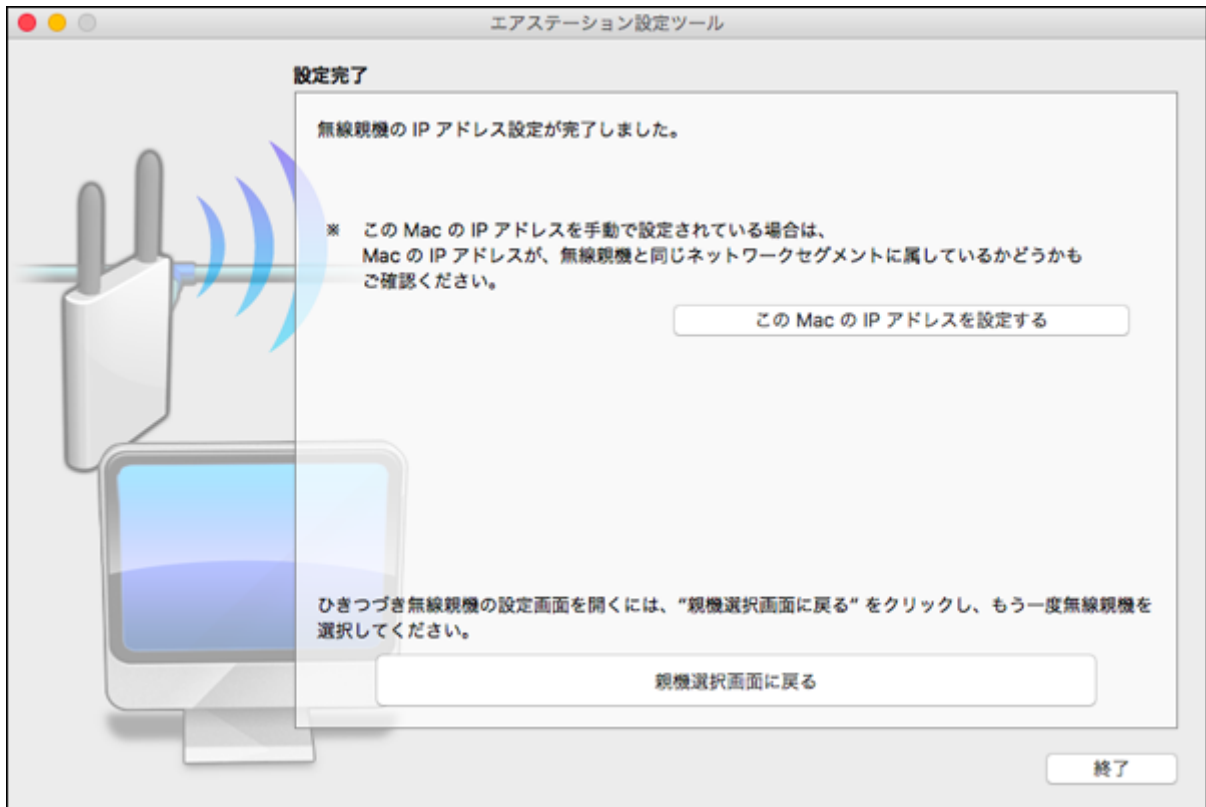 エアステーション設定ツール
設定完了
無線親機の IP アドレス設定が完了しました。
※ この Mac の IP アドレスを手動で設定されている場合は、
Mac の IP アドレスが、無線親機と同じネットワークセグメントに属しているかどうかも
ご確認ください。
この Mac の IP アドレスを設定する
ひきつづき無線親機の設定画面を開くには、“親機選択画面に戻る” をクリックし、もう一度無線親機を
選択してください。
親機選択画面に戻る
終了